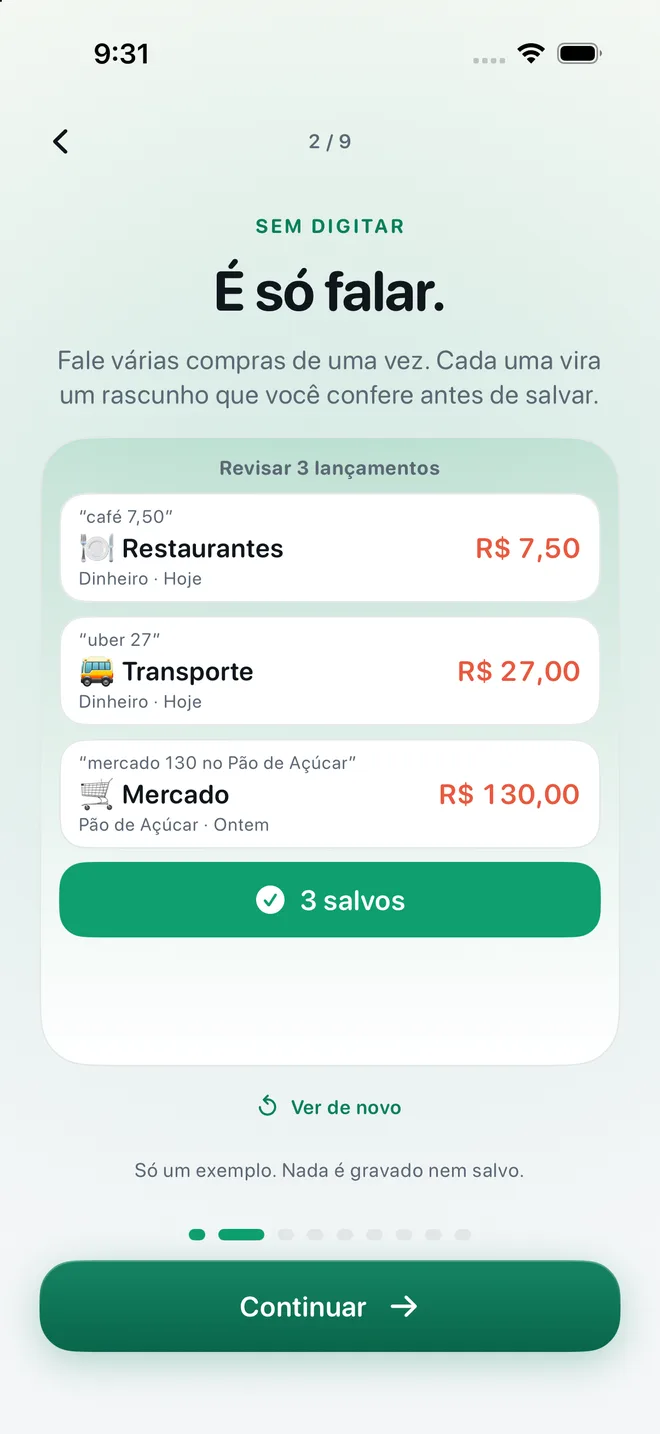 9:31
2 / 9
SEM DIGITAR
É só falar.
Fale várias compras de uma vez. Cada uma vira
um rascunho que você confere antes de salvar.
Revisar 3 lançamentos
“café 7,50”
Restaurantes
R$ 7,50
Dinheiro · Hoje
“uber 27”
Transporte
R$ 27,00
Dinheiro · Hoje
“mercado 130 no Pão de Açúcar”
Mercado
R$ 130,00
Pão de Açúcar · Ontem
3 salvos
Ver de novo
Só um exemplo. Nada é gravado nem salvo.
Continuar